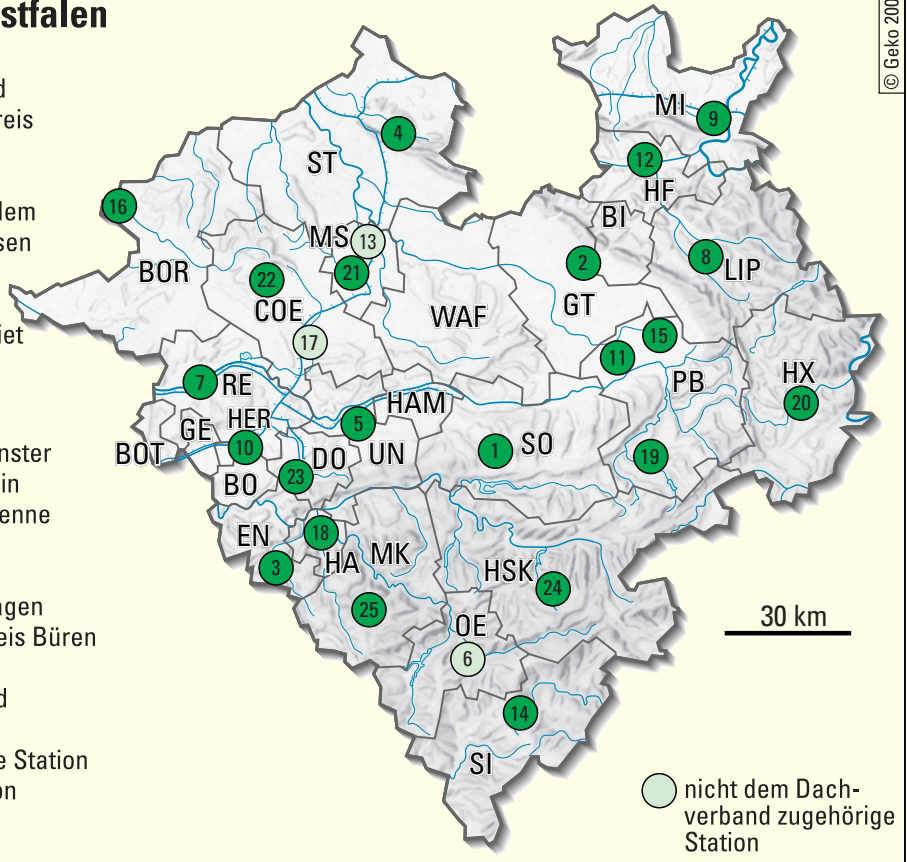 stfalen
© Geko 200
d
reis
dem
sen
iet
nster
in
enne
ngen
eis Büren
d
e Station
on
MI
9
4
ST
12
HF
16
BI
MS
13
BOR
21
22
2
8
LIP
COE
GT
WAF
17
15
11
7
RE
PB
HX
HAM
20
HER
GE
5
BOT
10
DO
UN
1
SO
19
BO
23
EN
18
HA
MK
3
HSK
24
25
OE
30 km
6
14
SI
nicht dem Dach-
verband zugehörige
Station